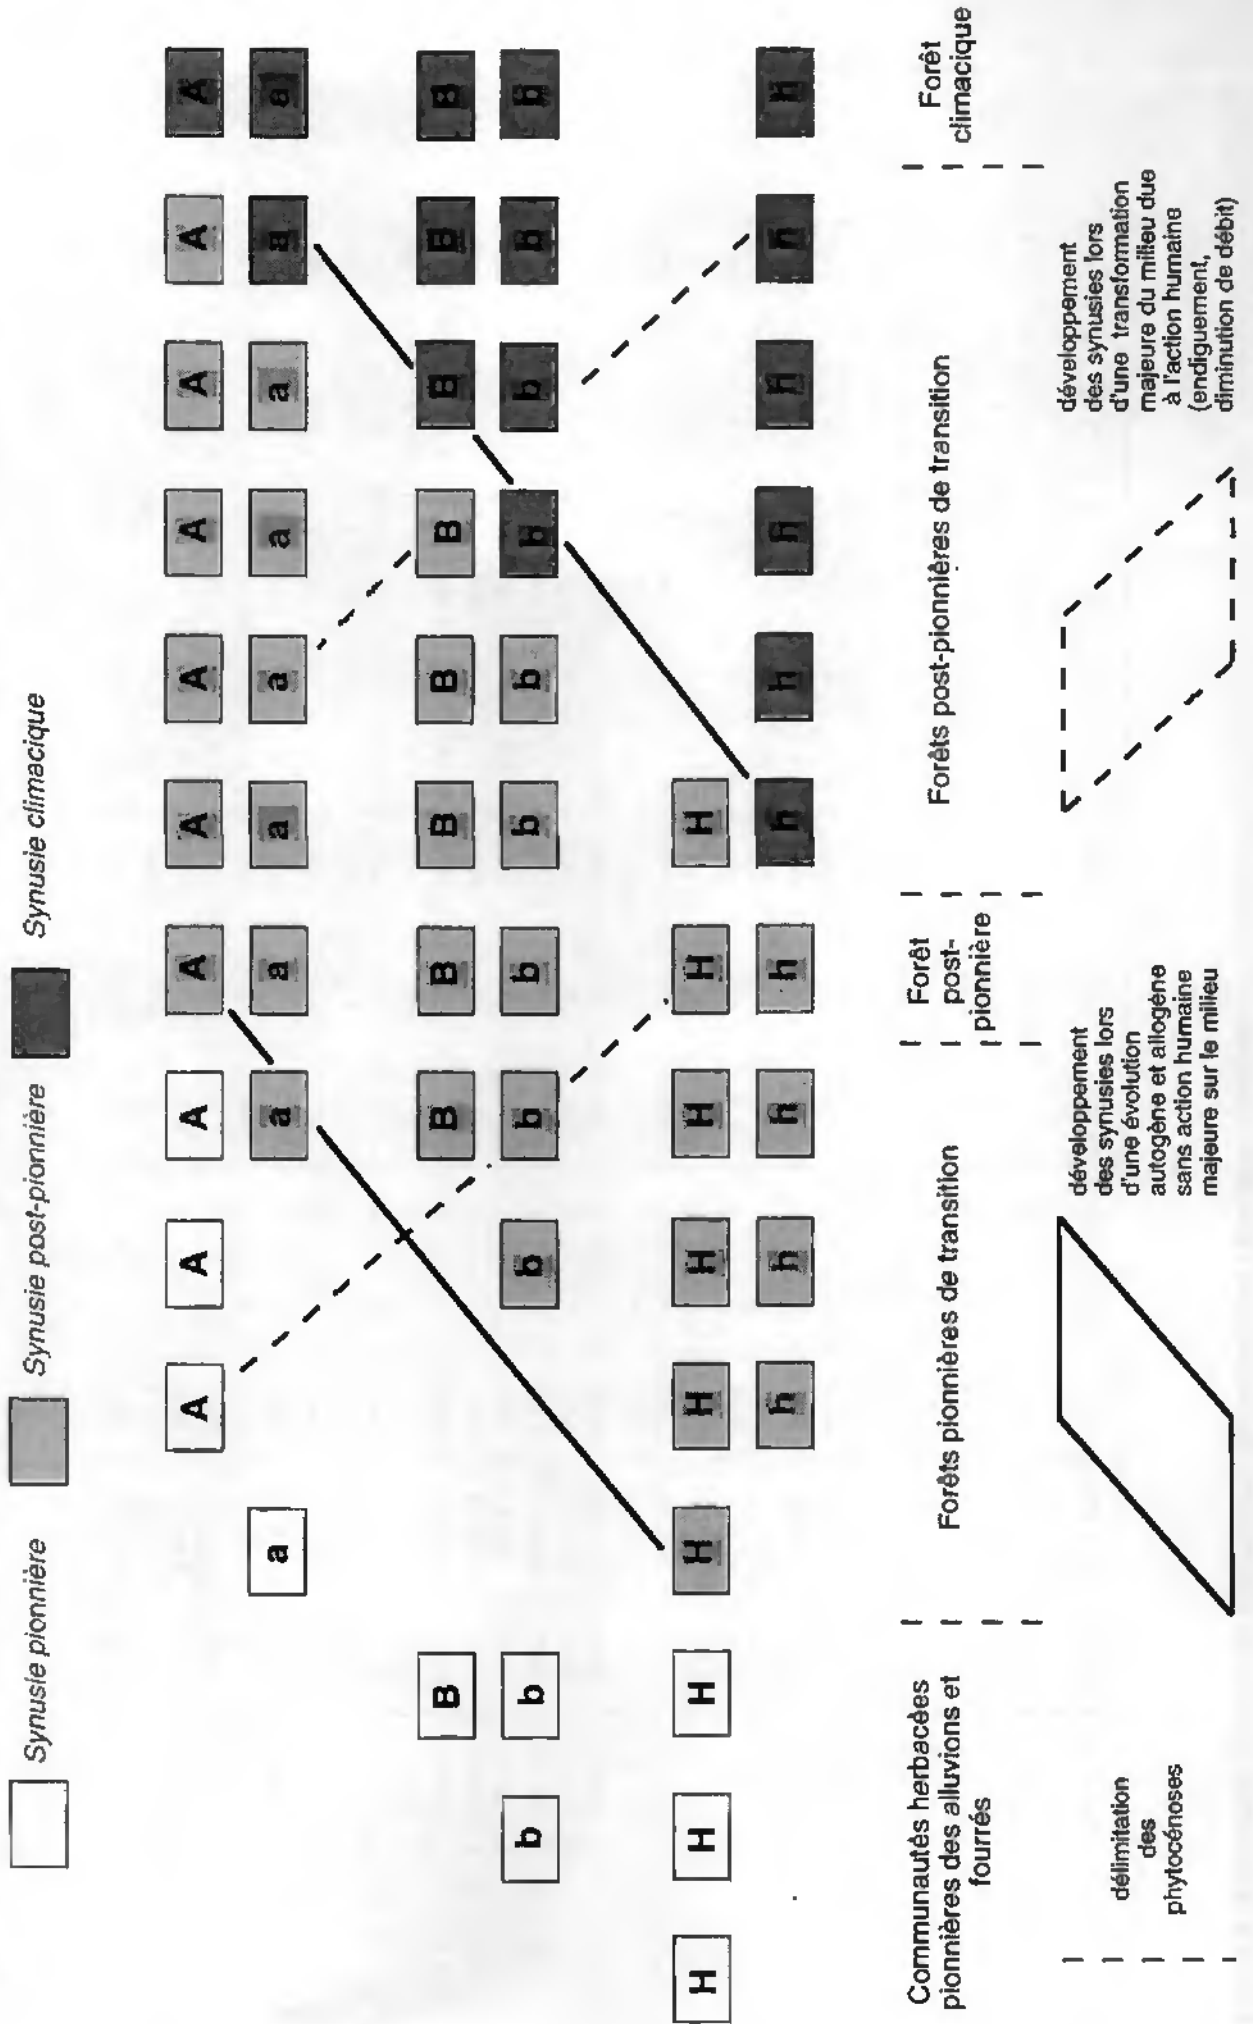 Synusie pionnière
Synusie post-pionnière
Synusie climacique
A A A A A A A A A A
a a a a a a a a a
B B B B B B B B B
b b b b b b b b b b b
H H H H H H H H H
h h h h h h h h h h
Communautés herbacées
pionnières des alluvions et
fourrés
Forêts pionnières de transition
Forêt
post-
pionnière
Forêts post-pionnières de transition
Forêt
climacique
délimitation
des
phytocénoses
développement
des synusies lors
d'une évolution
autogène et allogène
sans action humaine
majeure sur le milieu
développement
des synusies lors
d'une transformation
majeure du milieu due
à l'action humaine
(endiguement,
diminution de débit)